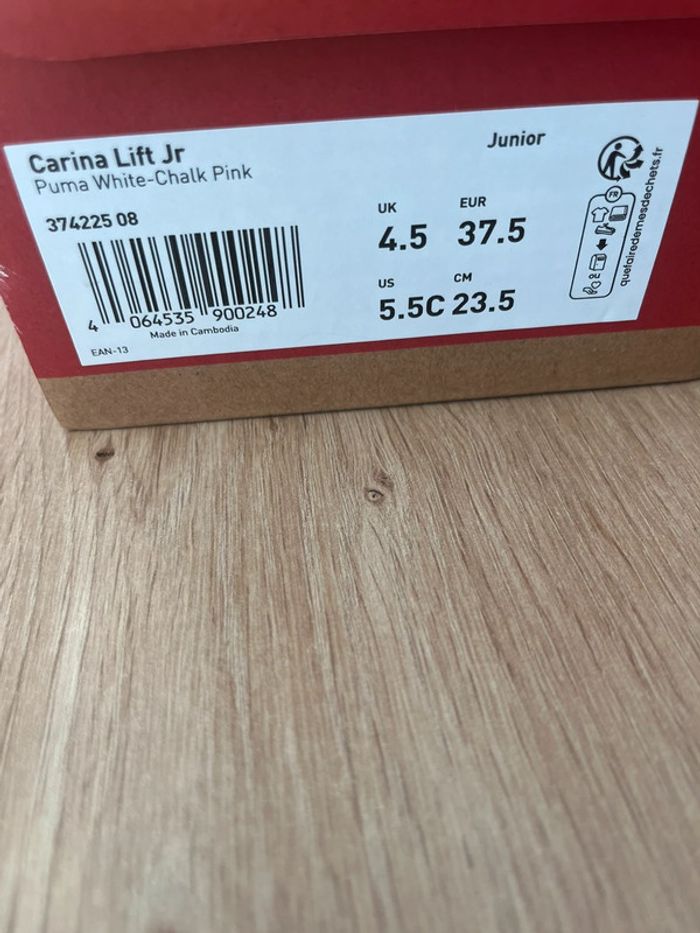 Carina Lift Jr
Puma White-Chalk Pink
374225 08
4 064535 900248
Made in Cambodia
EAN-13
Junior
UK
4.5
EUR
37.5
US
5.5C
CM
23.5
FR
OU
quefairedemesdechets.fr